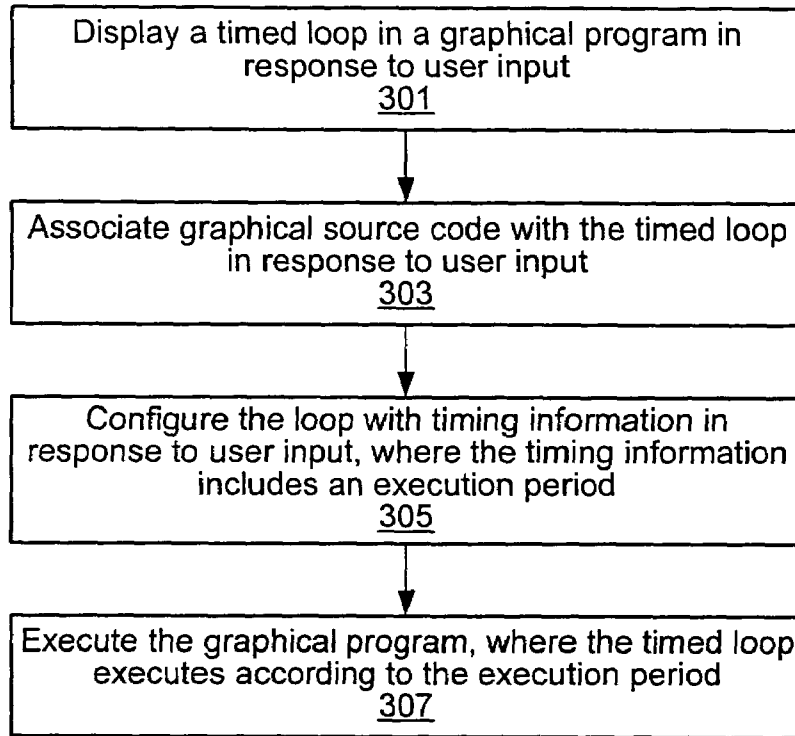 Display a timed loop in a graphical program in
response to user input
301
Associate graphical source code with the timed loop
in response to user input
303
Configure the loop with timing information in
response to user input, where the timing information
includes an execution period
305
Execute the graphical program, where the timed loop
executes according to the execution period
307